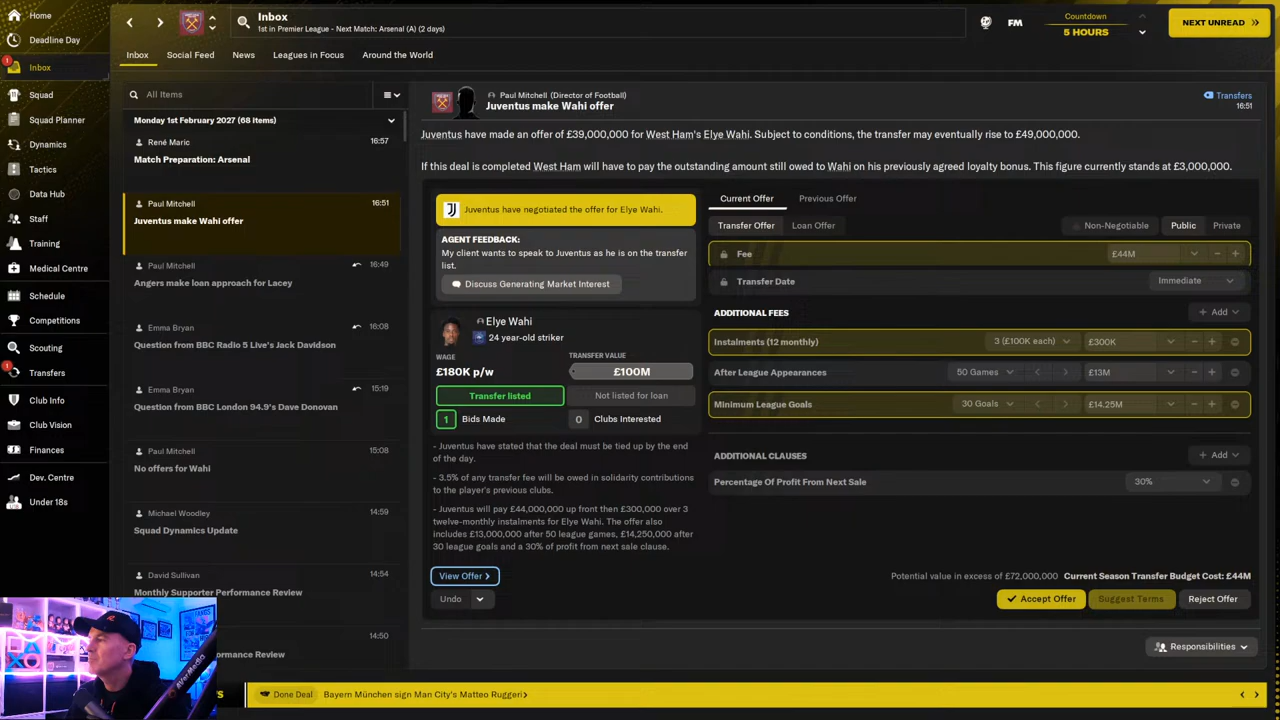 Home
Deadline Day
Inbox
Squad
Squad Planner
Dynamics
Tactics
Data Hub
Staff
Training
Medical Centre
Schedule
Competitions
Scouting
Transfers
Club Info
Club Vision
Finances
Dev. Centre
Under 18s
Inbox
1st in Premier League - Next Match: Arsenal (A) (2 days)
FM
Countdown
5 HOURS
NEXT UNREAD
Inbox Social Feed News Leagues in Focus Around the World
All Items
Monday 1st February 2027 (68 items)
René Maric 16:57
Match Preparation: Arsenal
Paul Mitchell 16:51
Juventus make Wahi offer
Paul Mitchell 16:49
Angers make loan approach for Lacey
Emma Bryan 16:08
Question from BBC Radio 5 Live's Jack Davidson
Emma Bryan 15:19
Question from BBC London 94.9's Dave Donovan
Paul Mitchell 15:08
No offers for Wahi
Michael Woodley 14:59
Squad Dynamics Update
David Sullivan 14:54
Monthly Supporter Performance Review
14:50
ormance Review
Paul Mitchell (Director of Football)
Juventus make Wahi offer
Transfers
16:51
Juventus have made an offer of £39,000,000 for West Ham's Elye Wahi. Subject to conditions, the transfer may eventually rise to £49,000,000.
If this deal is completed West Ham will have to pay the outstanding amount still owed to Wahi on his previously agreed loyalty bonus. This figure currently stands at £3,000,000.
Juventus have negotiated the offer for Elye Wahi.
AGENT FEEDBACK:
My client wants to speak to Juventus as he is on the transfer
list.
Discuss Generating Market Interest
Elye Wahi
24 year-old striker
WAGE
£180K p/w
TRANSFER VALUE
£100M
Transfer listed Not listed for loan
1 Bids Made 0 Clubs Interested
- Juventus have stated that the deal must be tied up by the end
of the day.
- 3.5% of any transfer fee will be owed in solidarity contributions
to the player's previous clubs.
- Juventus will pay £44,000,000 up front then £300,000 over 3
twelve-monthly instalments for Elye Wahi. The offer also
includes £13,000,000 after 50 league games, £14,250,000 after
30 league goals and a 30% of profit from next sale clause.
View Offer
Undo
Current Offer Previous Offer
Transfer Offer Loan Offer Non-Negotiable Public Private
Fee £44M
Transfer Date Immediate
ADDITIONAL FEES + Add
Instalments (12 monthly) 3 (£100K each) £300K
After League Appearances 50 Games £13M
Minimum League Goals 30 Goals £14.25M
ADDITIONAL CLAUSES + Add
Percentage Of Profit From Next Sale 30%
Potential value in excess of £72,000,000 Current Season Transfer Budget Cost: £44M
Accept Offer Suggest Terms Reject Offer
Responsibilities
Done Deal Bayern München sign Man City's Matteo Ruggeri